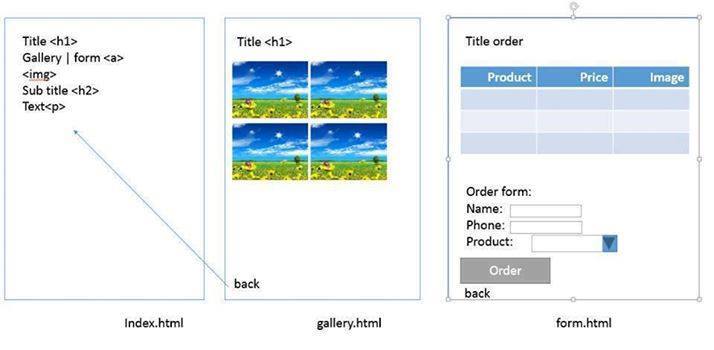 Title <h1>
Gallery | form <a>
<img>
Sub title <h2>
Text<p>
Index.html
Title <h1>
back
gallery.html
Title order
Product Price Image
Order form:
Name:
Phone:
Product:
Order
back
form.html